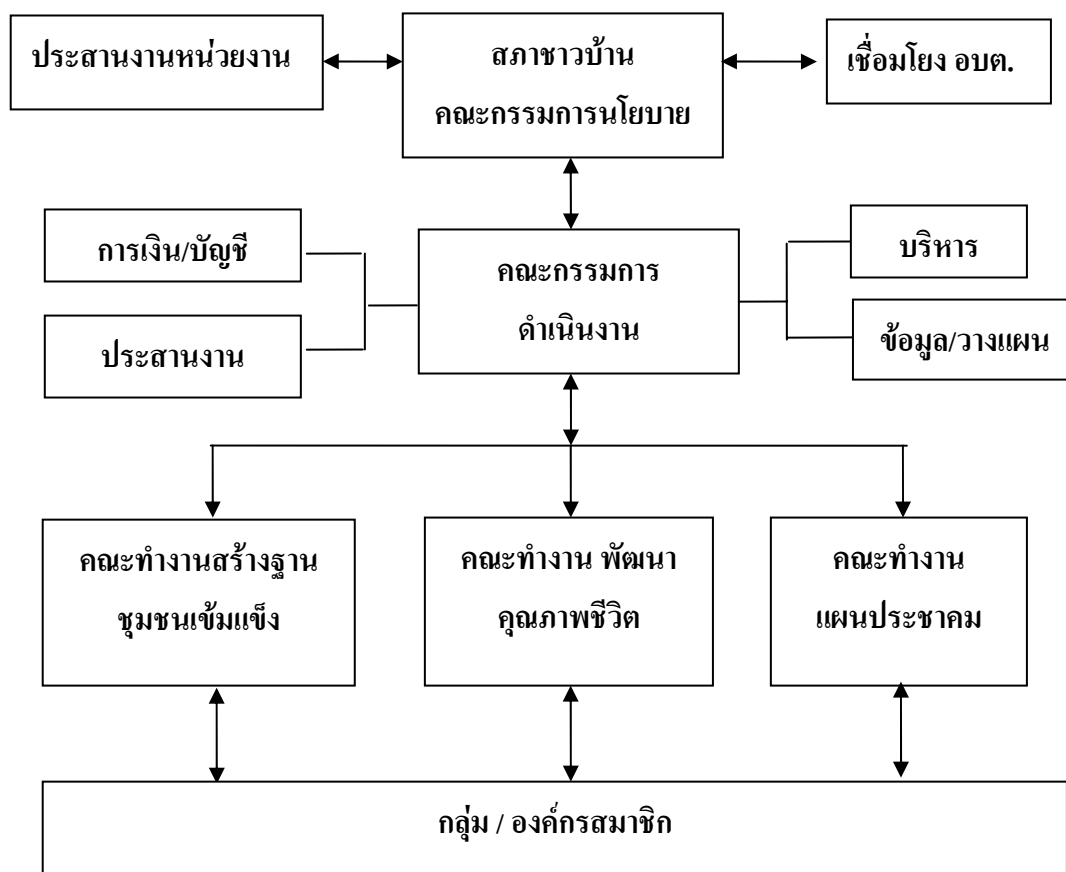 ประสานงานหน่วยงาน
สภาชาวบ้าน
คณะกรรมการนโยบาย
เชื่อมโยง อบต.
การเงิน/บัญชี
ประสานงาน
คณะกรรมการ
ดำเนินงาน
บริหาร
ข้อมูล/วางแผน
คณะทำงานสร้างฐาน
ชุมชนเข้มแข็ง
คณะทำงาน พัฒนา
คุณภาพชีวิต
คณะทำงาน
แผนประชาคม
กลุ่ม / องค์กรสมาชิก